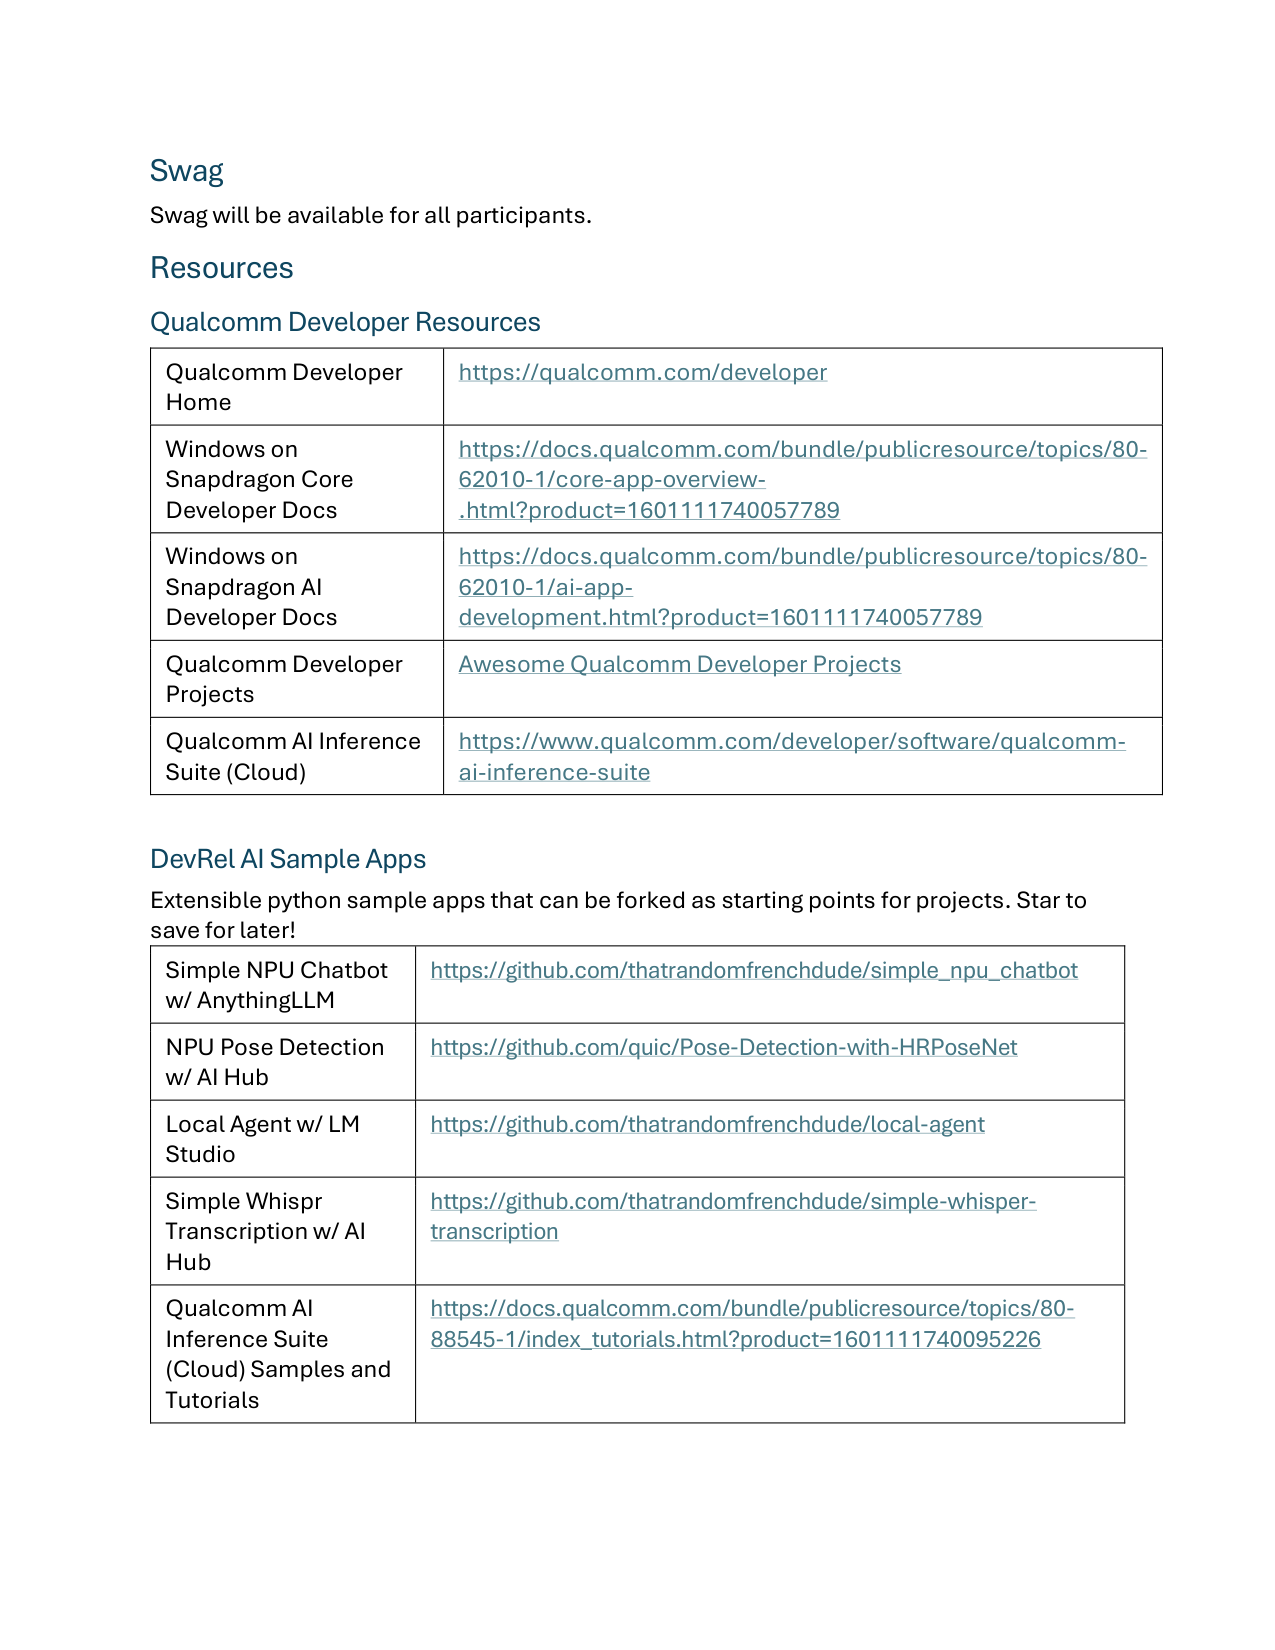 Swag
Swag will be available for all participants.
Resources
Qualcomm Developer Resources
Qualcomm Developer
Home
https://qualcomm.com/developer
Windows on
Snapdragon Core
Developer Docs
https://docs.qualcomm.com/bundle/publicresource/topics/80-
62010-1/core-app-overview-
.html?product=1601111740057789
Windows on
Snapdragon AI
Developer Docs
https://docs.qualcomm.com/bundle/publicresource/topics/80-
62010-1/ai-app-
development.html?product=1601111740057789
Qualcomm Developer
Projects
Awesome Qualcomm Developer Projects
Qualcomm AI Inference
Suite (Cloud)
https://www.qualcomm.com/developer/software/qualcomm-
ai-inference-suite
DevRel AI Sample Apps
Extensible python sample apps that can be forked as starting points for projects. Star to
save for later!
Simple NPU Chatbot
w/ AnythingLLM
https://github.com/thatrandomfrenchdude/simple_npu_chatbot
NPU Pose Detection
w/ AI Hub
https://github.com/quic/Pose-Detection-with-HRPoseNet
Local Agent w/ LM
Studio
https://github.com/thatrandomfrenchdude/local-agent
Simple Whispr
Transcription w/ AI
Hub
https://github.com/thatrandomfrenchdude/simple-whisper-
transcription
Qualcomm AI
Inference Suite
(Cloud) Samples and
Tutorials
https://docs.qualcomm.com/bundle/publicresource/topics/80-
88545-1/index_tutorials.html?product=1601111740095226